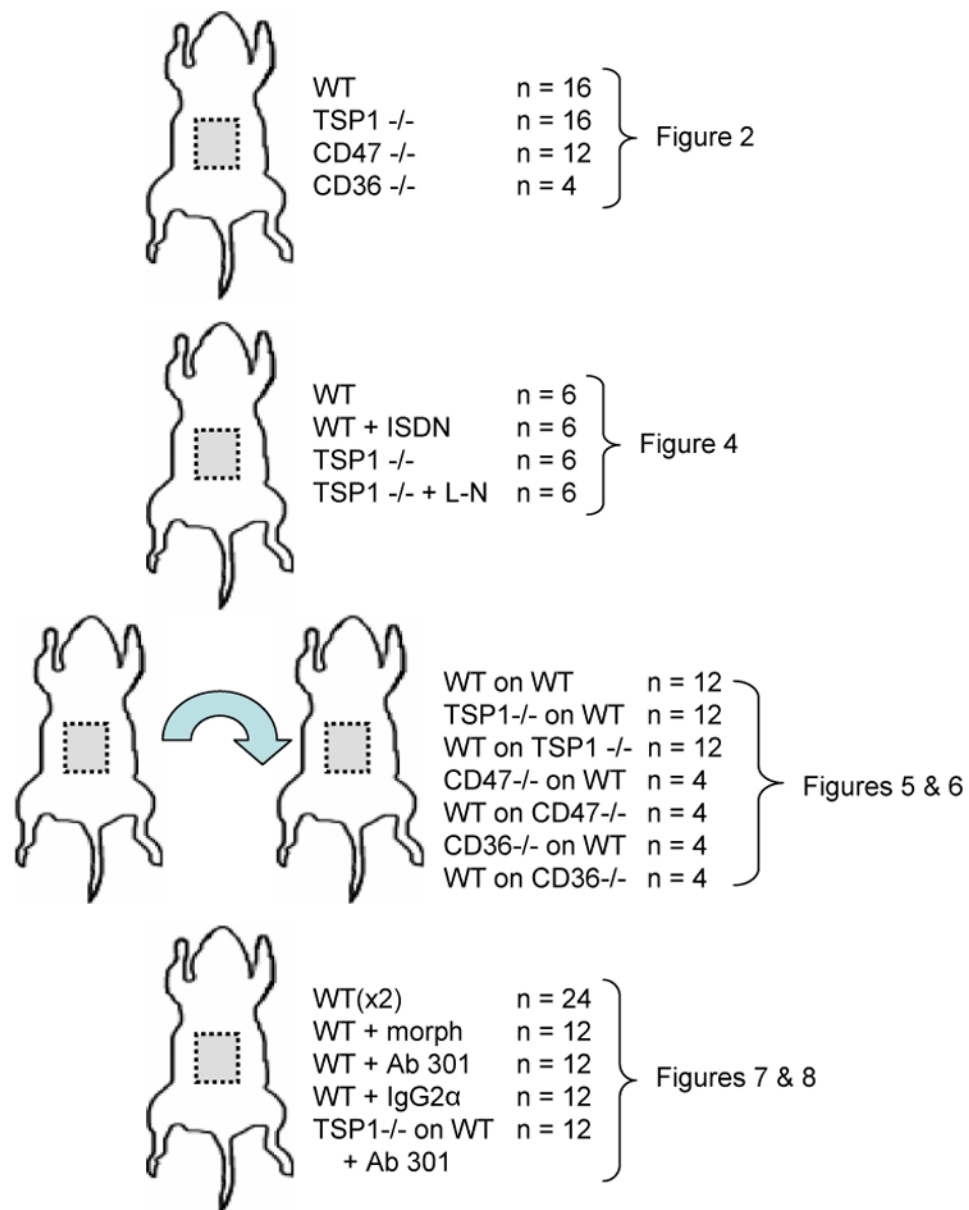 WT n = 16
TSP1 -/- n = 16
CD47 -/- n = 12
CD36 -/- n = 4
Figure 2
WT n = 6
WT + ISDN n = 6
TSP1 -/- n = 6
TSP1 -/- + L-N n = 6
Figure 4
WT on WT n = 12
TSP1-/- on WT n = 12
WT on TSP1 -/- n = 12
CD47-/- on WT n = 4
WT on CD47-/- n = 4
CD36-/- on WT n = 4
WT on CD36-/- n = 4
Figures 5 & 6
WT(x2) n = 24
WT + morph n = 12
WT + Ab 301 n = 12
WT + IgG2α n = 12
TSP1-/- on WT n = 12
+ Ab 301
Figures 7 & 8